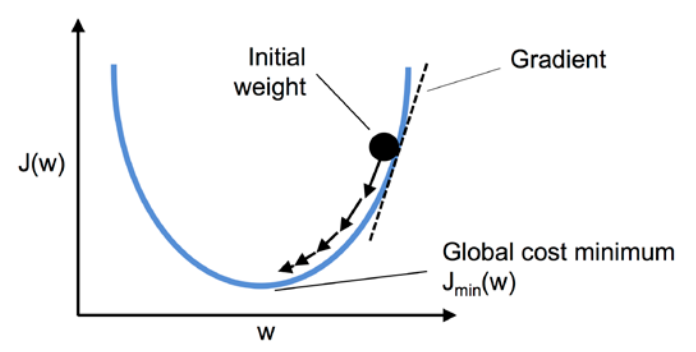 Initial
weight
Gradient
J(w)
Global cost minimum
Jmin(w)
w